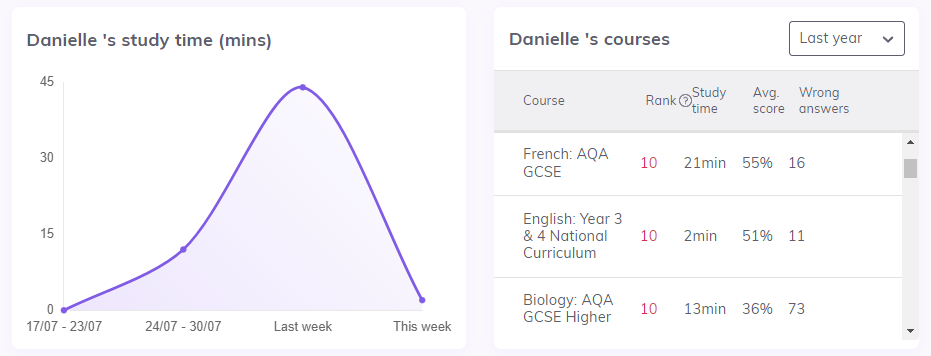 Danielle 's study time (mins)
45
30
15
0
17/07 - 23/07
24/07 - 30/07
Last week
This week
Danielle 's courses
Last year
Course
Rank ?
Study
time
Avg.
score
Wrong
answers
French: AQA
GCSE
10
21min
55%
16
English: Year 3
& 4 National
Curriculum
10
2min
51%
11
Biology: AQA
GCSE Higher
10
13min
36%
73